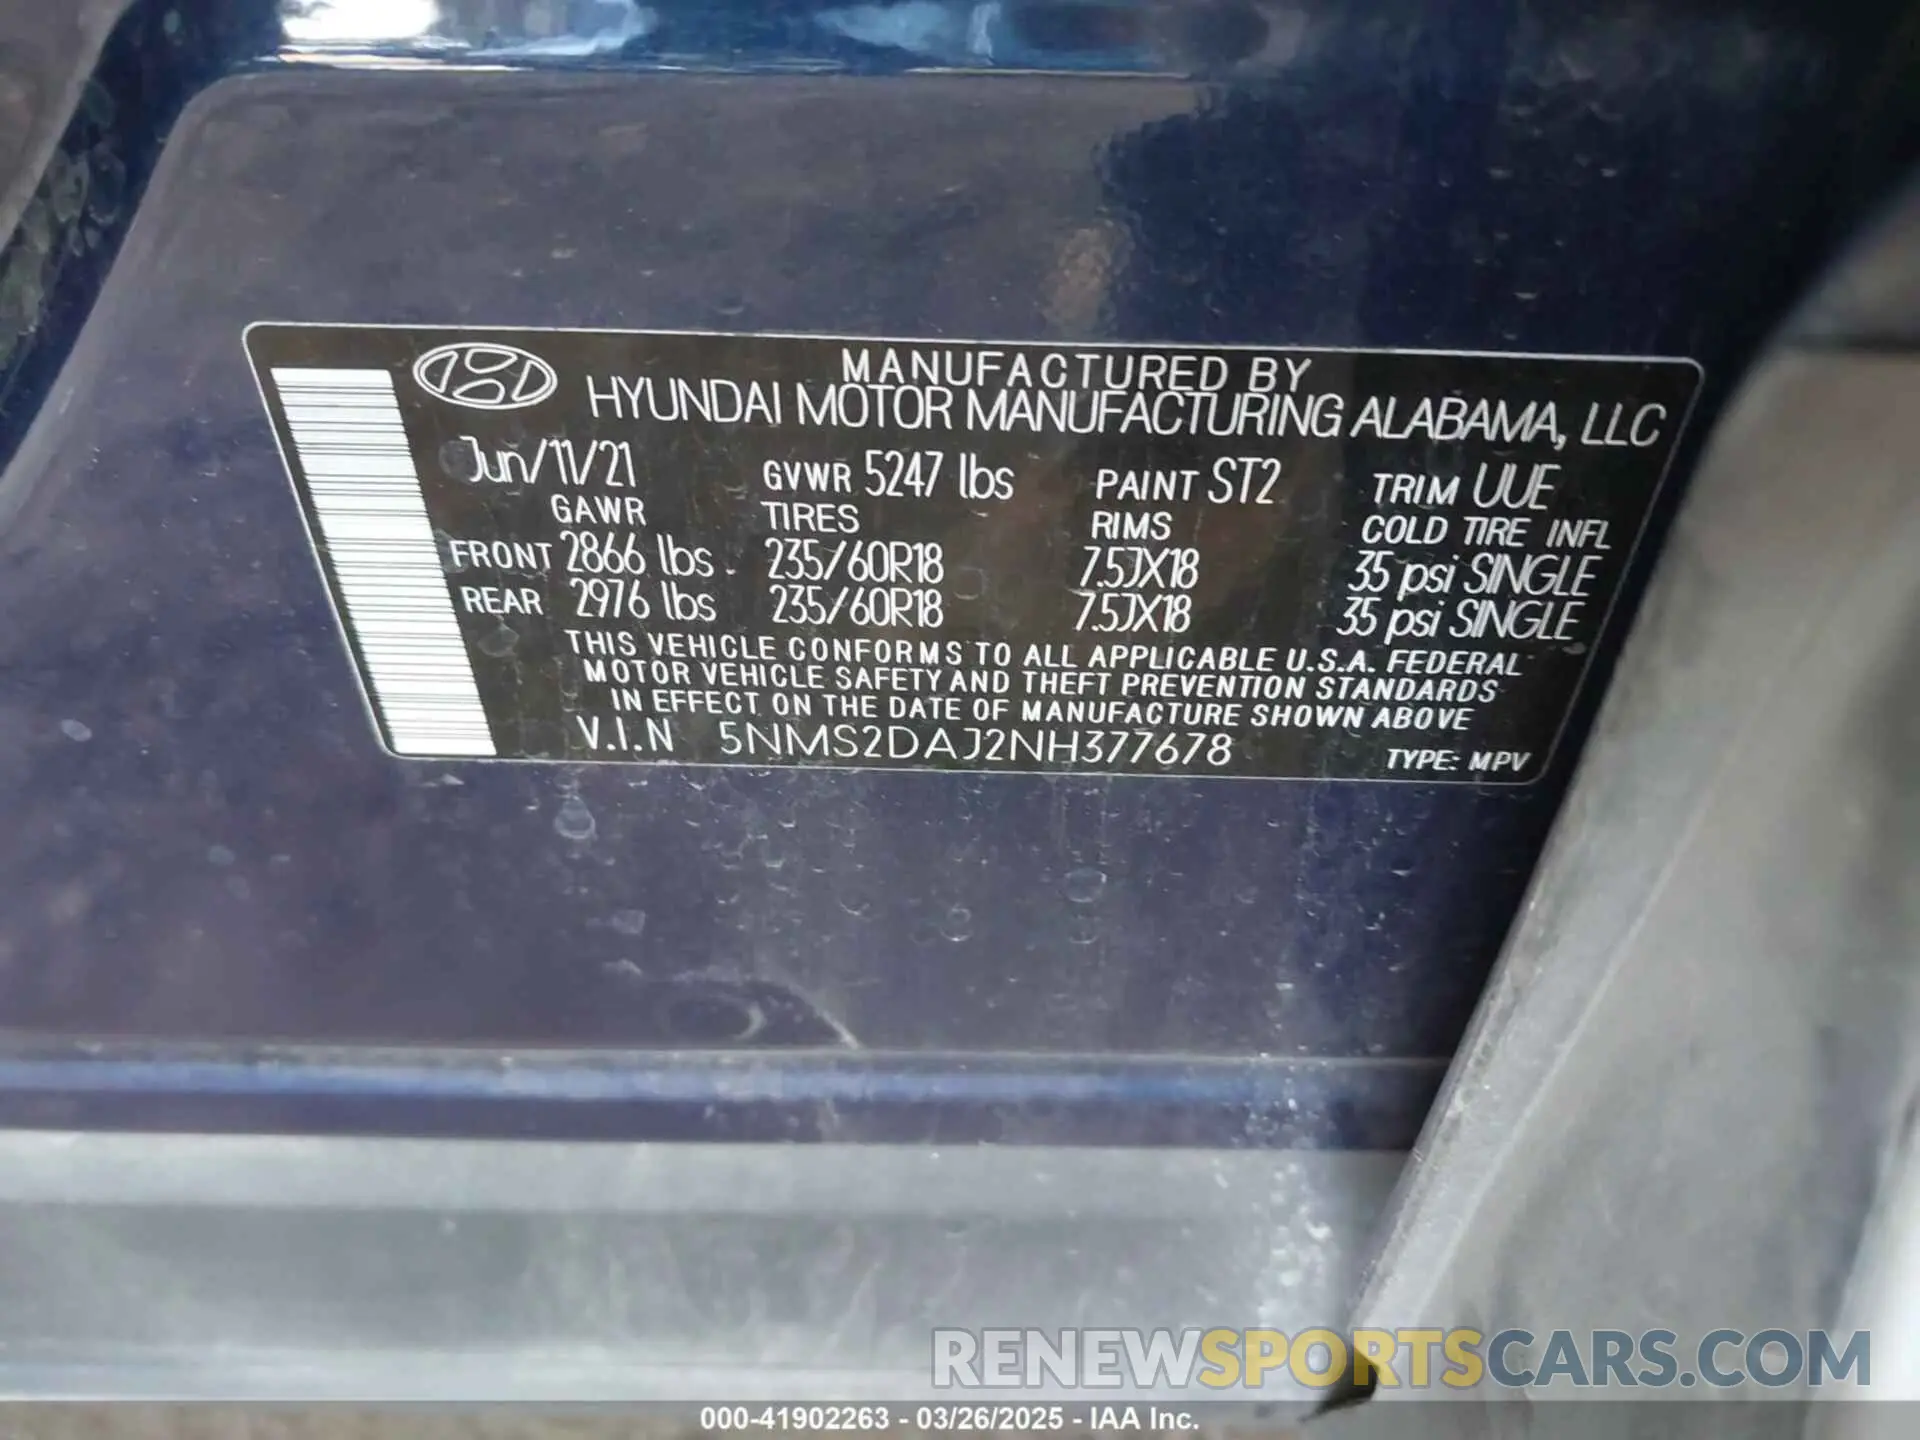 MANUFACTURED BY
HYUNDAI MOTOR MANUFACTURING ALABAMA, LLC
Jun/11/21 GVWR 5247 lbs PAINT ST2 TRIM UUE
GAWR TIRES RIMS COLD TIRE INFL
FRONT 2866 lbs 235/60R18 7.5JX18 35 psi SINGLE
REAR 2976 lbs 235/60R18 7.5JX18 35 psi SINGLE
THIS VEHICLE CONFORMS TO ALL APPLICABLE U.S.A. FEDERAL
MOTOR VEHICLE SAFETY AND THEFT PREVENTION STANDARDS
IN EFFECT ON THE DATE OF MANUFACTURE SHOWN ABOVE
V.I.N 5NMS2DAJ2NH377678 TYPE: MPV
RENEWSPORTSCARS.COM
000-41902263 - 03/26/2025 - IAA Inc.